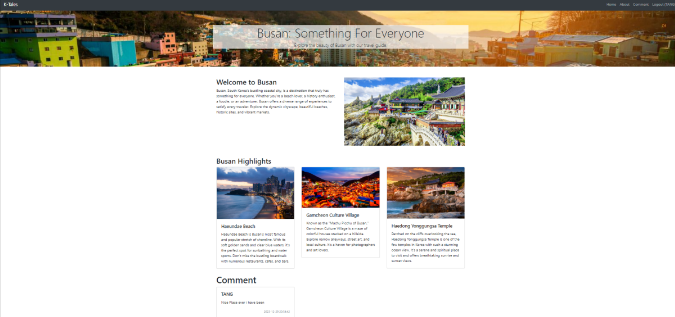 K-Tales
Home About Comment Logout
Busan: Something For Everyone
Explore the beauty of Busan with our travel guide
Welcome to Busan
Busan, South Korea's bustling coastal city, is a destination that truly has
something for everyone. Whether you're a beach lover, a history enthusiast,
a foodie, or an adventurer, Busan offers a diverse range of experiences to
satisfy every traveler. Explore the dynamic cityscape, beautiful beaches,
historic sites, and vibrant markets.
Busan Highlights
Haeundae Beach
Haeundae Beach is Busan's most famous
and popular stretch of shoreline. With its
soft golden sands and clear blue waters, it's
the perfect spot for sunbathing and water
sports. Don't miss the bustling boardwalk
with numerous restaurants, cafes, and bars.
Gamcheon Culture Village
Known as the "Machu Picchu of Busan,"
Gamcheon Culture Village is a maze of
colorful houses stacked on a hillside.
Explore narrow alleyways, street art, and
local culture. It's a haven for photographers
and art lovers.
Haedong Yonggungsa Temple
Perched on the cliffs overlooking the sea,
Haedong Yonggungsa Temple is one of the
few temples in Korea with such a stunning
ocean view. It's a serene and spiritual place
to visit and offers breathtaking sunrise and
sunset views.
Comment
TANG
Nice Place ever I have been